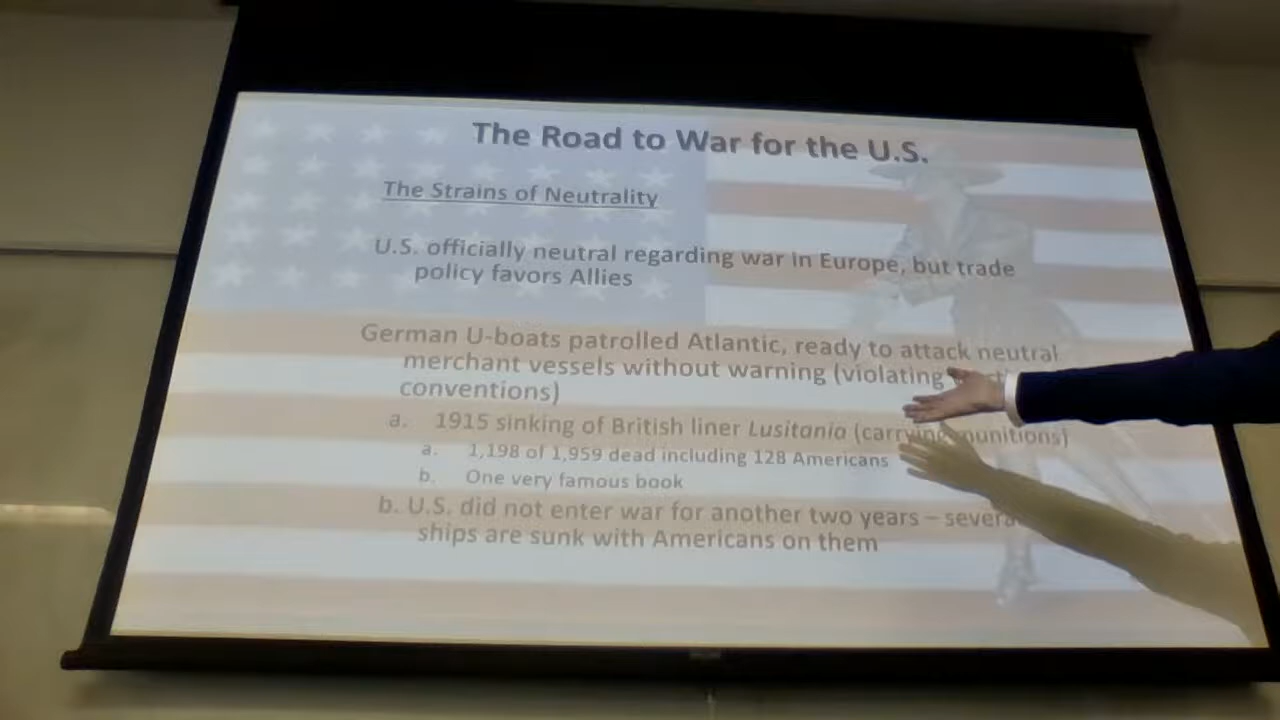 The Road to War for the U.S.
The Strains of Neutrality
U.S. officially neutral regarding war in Europe, but trade
policy favors Allies
German U-boats patrolled Atlantic, ready to attack neutral
merchant vessels without warning (violating
conventions)
a. 1915 sinking of British liner Lusitania (carrying munitions)
a. 1,198 of 1,959 dead including 128 Americans
b. One very famous book
b. U.S. did not enter war for another two years – several
ships are sunk with Americans on them